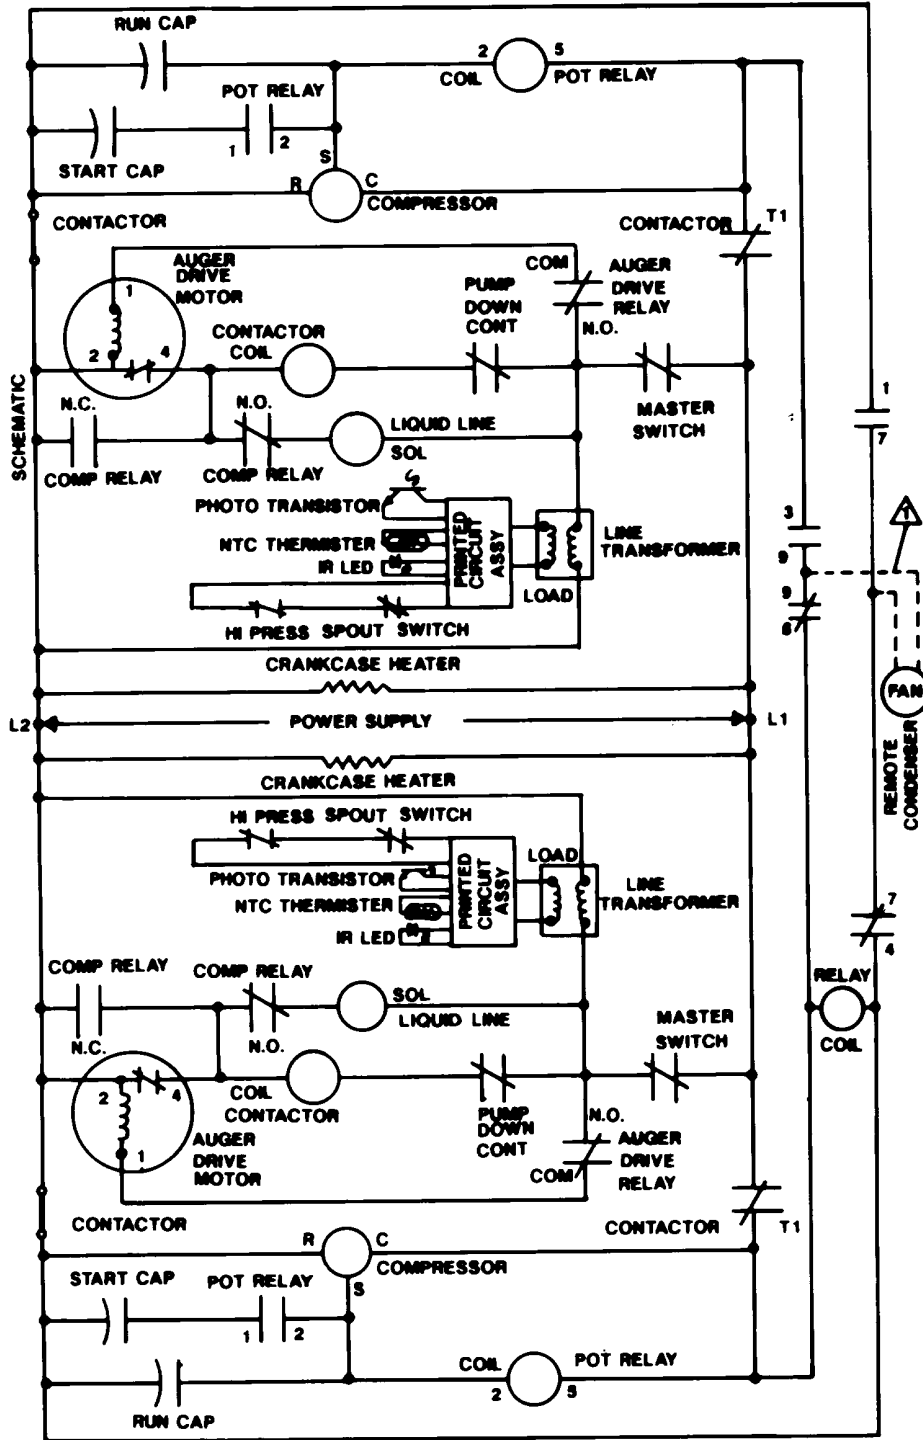 RUN CAP
2
5
COIL
POT RELAY
POT RELAY
1
2
START CAP
S
R
C
COMPRESSOR
CONTACTOR
CONTACTOR
T1
AUGER
DRIVE
MOTOR
1
COM
AUGER
DRIVE
RELAY
PUMP
DOWN
CONT
N.O.
CONTACTOR
COIL
2
4
SCHEMATIC
N.C.
N.O.
LIQUID LINE
SOL
MASTER
SWITCH
1
7
COMP RELAY
COMP RELAY
PHOTO TRANSISTOR
NTC THERMISTER
IR LED
PRINTED
CIRCUIT
ASSY
LINE
TRANSFORMER
LOAD
HI PRESS SPOUT SWITCH
3
9
1
9
6
CRANKCASE HEATER
FAN
L2
POWER SUPPLY
L1
REMOTE
CONDENSER
CRANKCASE HEATER
HI PRESS SPOUT SWITCH
LOAD
PHOTO TRANSISTOR
NTC THERMISTER
IR LED
PRINTED
CIRCUIT
ASSY
LINE
TRANSFORMER
7
4
COMP RELAY
COMP RELAY
SOL
LIQUID LINE
RELAY
COIL
MASTER
SWITCH
N.C.
N.O.
2
4
COIL
CONTACTOR
PUMP
DOWN
CONT
N.O.
AUGER
DRIVE
RELAY
COM
1
AUGER
DRIVE
MOTOR
CONTACTOR
CONTACTOR
T1
R
C
COMPRESSOR
S
START CAP
POT RELAY
1
2
COIL
2
5
POT RELAY
RUN CAP